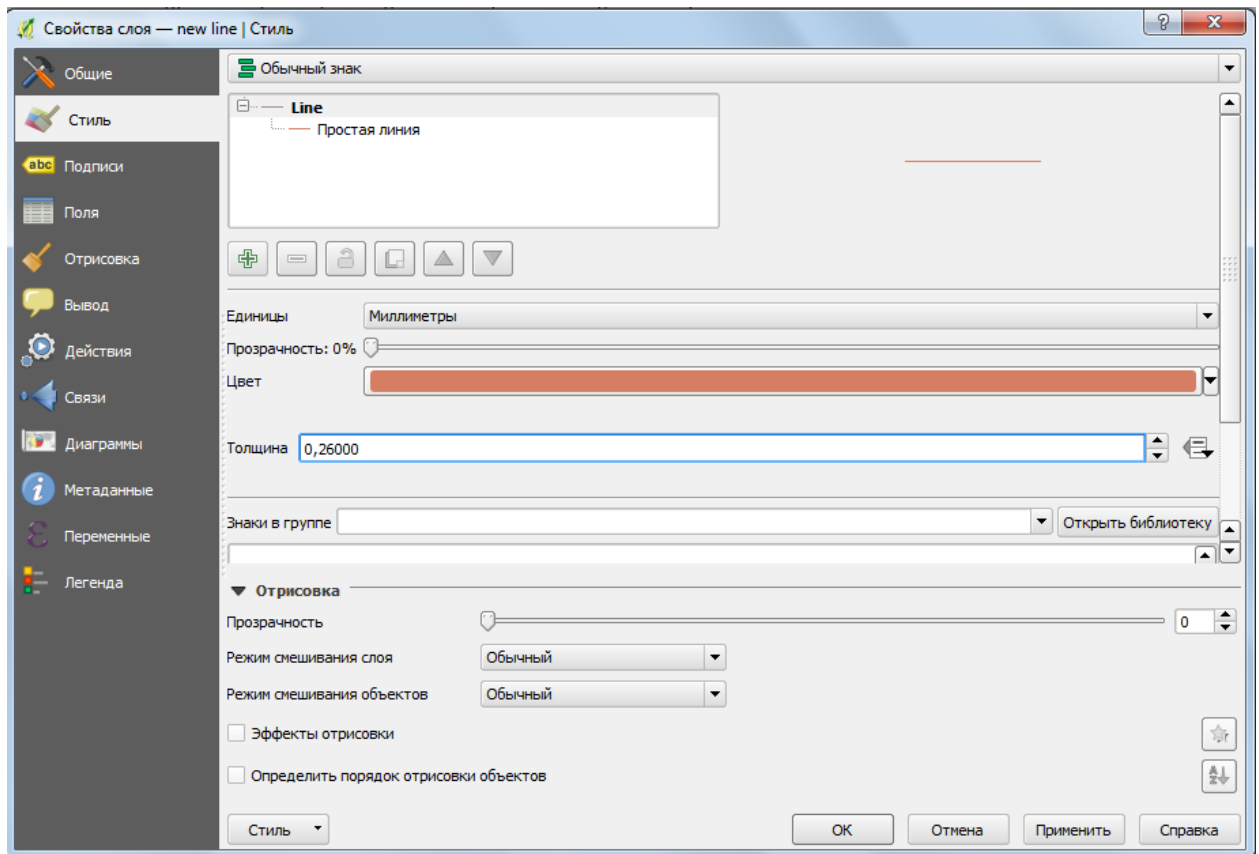 Свойства слоя — new line | Стиль
Общие
Стиль
abc Подписи
Поля
Отрисовка
Вывод
Действия
Связи
Диаграммы
Метаданные
Переменные
Легенда
Обычный знак
Line
Простая линия
Единицы Миллиметры
Прозрачность: 0%
Цвет
Толщина 0,26000
Знаки в группе Открыть библиотеку
Отрисовка
Прозрачность 0
Режим смешивания слоя Обычный
Режим смешивания объектов Обычный
Эффекты отрисовки
Определить порядок отрисовки объектов
Стиль OK Отмена Применить Справка